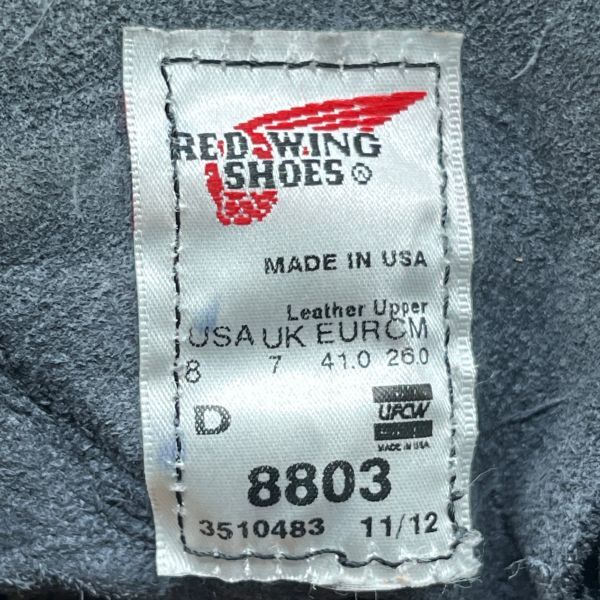 RED WING
SHOES ®
MADE IN USA
Leather Upper
USA UK EUR CM
8 7 41.0 26.0
D
UFCW
MADE IN USA
8803
3510483 11/12